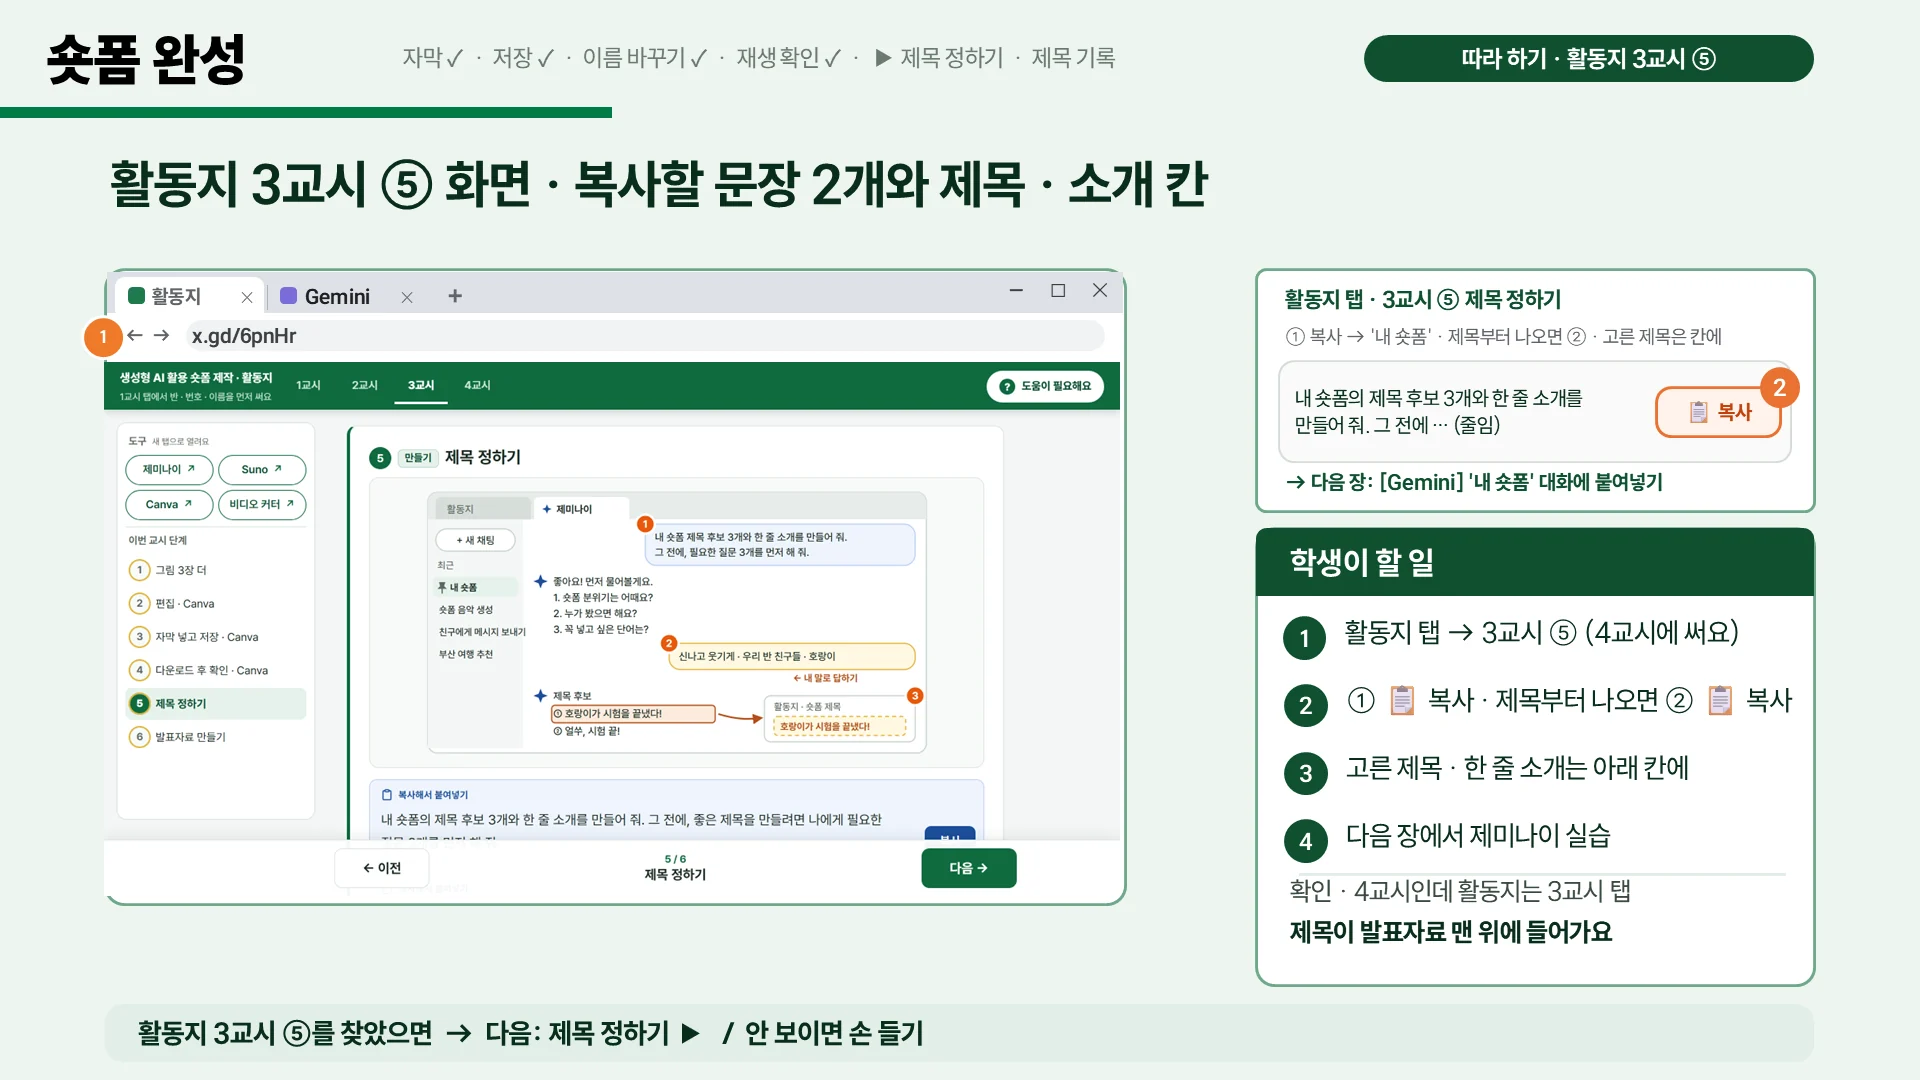 숏폼 완성
자막 ✓ · 저장 ✓ · 이름 바꾸기 ✓ · 재생 확인 ✓ · ▶ 제목 정하기 · 제목 기록
따라 하기 · 활동지 3교시 ⑤
활동지 3교시 ⑤ 화면 · 복사할 문장 2개와 제목 · 소개 칸
활동지
Gemini
1
x.gd/6pnHr
생성형 AI 활용 숏폼 제작 · 활동지
1교시 탭에서 반 · 번호 · 이름을 먼저 써요
1교시 2교시 3교시 4교시
? 도움이 필요해요
도구 새 탭으로 열려요
제미나이 ↗ Suno ↗
Canva ↗ 비디오 커터 ↗
이번 교시 단계
1 그림 3장 더
2 편집 · Canva
3 자막 넣고 저장 · Canva
4 다운로드 후 확인 · Canva
5 제목 정하기
6 발표자료 만들기
5 만들기 제목 정하기
활동지
제미나이
+ 새 채팅
최근
내 숏폼
숏폼 음악 생성
친구에게 메시지 보내기
부산 여행 추천
1
내 숏폼 제목 후보 3개와 한 줄 소개를 만들어 줘.
그 전에, 필요한 질문 3개를 먼저 해 줘.
좋아요! 먼저 물어볼게요.
1. 숏폼 분위기는 어때요?
2. 누가 봤으면 해요?
3. 꼭 넣고 싶은 단어는?
2
신나고 웃기게 · 우리 반 친구들 · 호랑이
← 내 말로 답하기
제목 후보
① 호랑이가 시험을 끝냈다!
② 얼쑤, 시험 끝!
3
활동지 · 숏폼 제목
호랑이가 시험을 끝냈다!
복사해서 붙여넣기
내 숏폼의 제목 후보 3개와 한 줄 소개를 만들어 줘. 그 전에, 좋은 제목을 만들려면 나에게 필요한
← 이전
5 / 6
제목 정하기
다음 →
활동지 탭 · 3교시 ⑤ 제목 정하기
① 복사 → '내 숏폼' · 제목부터 나오면 ② · 고른 제목은 칸에
내 숏폼의 제목 후보 3개와 한 줄 소개를
만들어 줘. 그 전에 ⋯ (줄임)
📋 복사
2
→ 다음 장: [Gemini] '내 숏폼' 대화에 붙여넣기
학생이 할 일
1 활동지 탭 → 3교시 ⑤ (4교시에 써요)
2 ① 📋 복사 · 제목부터 나오면 ② 📋 복사
3 고른 제목 · 한 줄 소개는 아래 칸에
4 다음 장에서 제미나이 실습
확인 · 4교시인데 활동지는 3교시 탭
제목이 발표자료 맨 위에 들어가요
활동지 3교시 ⑤를 찾았으면 → 다음: 제목 정하기 ▶ / 안 보이면 손 들기